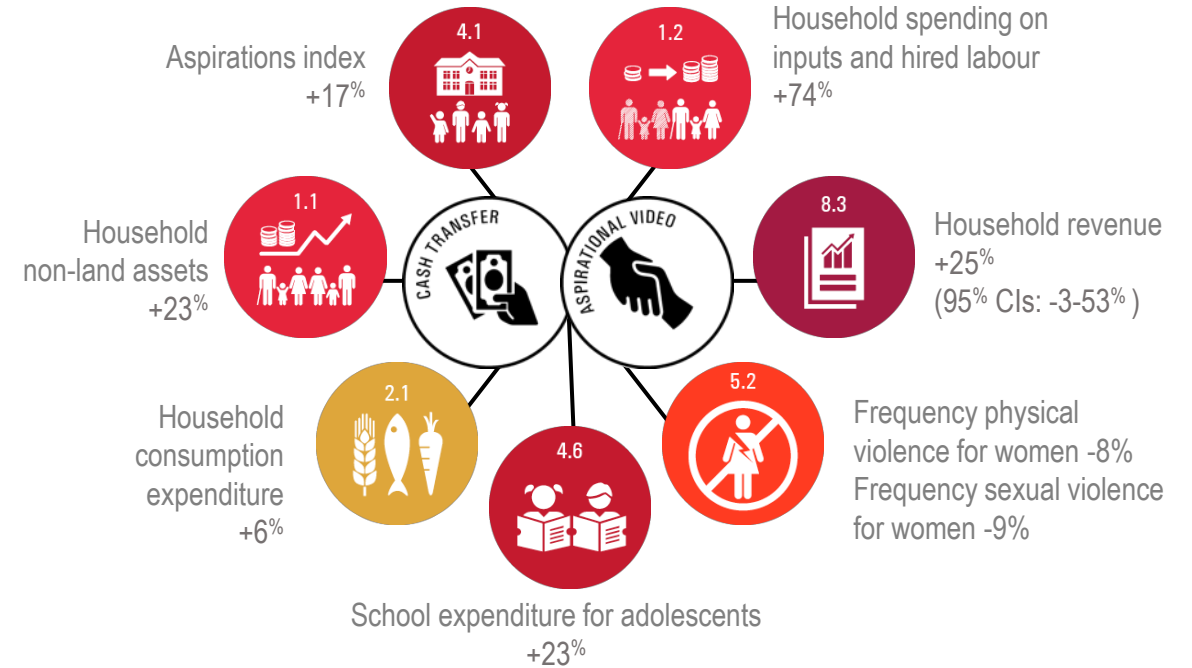 4.1
Aspirations index
+17%
1.2
Household spending on
inputs and hired labour
+74%
1.1
Household
non-land assets
+23%
CASH TRANSFER
ASPIRATIONAL VIDEO
8.3
Household revenue
+25%
(95% CIs: -3-53% )
2.1
Household
consumption
expenditure
+6%
4.6
School expenditure for adolescents
+23%
5.2
Frequency physical
violence for women -8%
Frequency sexual violence
for women -9%